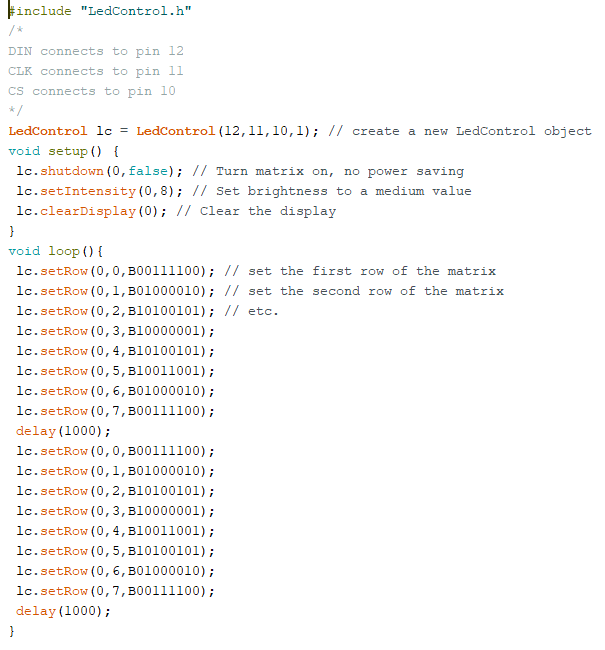 #include "LedControl.h"
/*
DIN connects to pin 12
CLK connects to pin 11
CS connects to pin 10
*/
LedControl lc = LedControl(12,11,10,1); // create a new LedControl object
void setup() {
 lc.shutdown(0,false); // Turn matrix on, no power saving
 lc.setIntensity(0,8); // Set brightness to a medium value
 lc.clearDisplay(0); // Clear the display
}
void loop(){
 lc.setRow(0,0,B00111100); // set the first row of the matrix
 lc.setRow(0,1,B01000010); // set the second row of the matrix
 lc.setRow(0,2,B10100101); // etc.
 lc.setRow(0,3,B10000001);
 lc.setRow(0,4,B10100101);
 lc.setRow(0,5,B10011001);
 lc.setRow(0,6,B01000010);
 lc.setRow(0,7,B00111100);
 delay(1000);
 lc.setRow(0,0,B00111100);
 lc.setRow(0,1,B01000010);
 lc.setRow(0,2,B10100101);
 lc.setRow(0,3,B10000001);
 lc.setRow(0,4,B10011001);
 lc.setRow(0,5,B10100101);
 lc.setRow(0,6,B01000010);
 lc.setRow(0,7,B00111100);
 delay(1000);
}